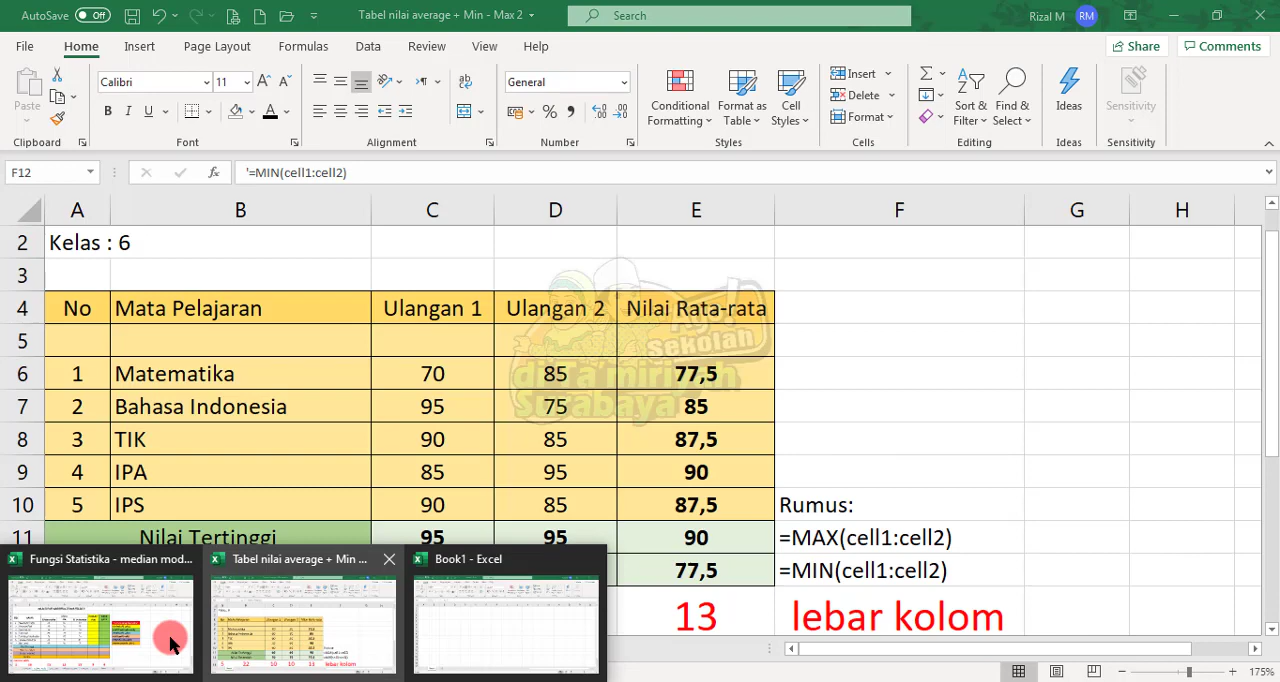 AutoSave Off Tabel nilai average + Min - Max 2 Search Rizal M RM
File Home Insert Page Layout Formulas Data Review View Help Share Comments
Paste Calibri 11 General Conditional Formatting Format as Table Cell Styles Insert Delete Format Sort & Filter Find & Select Ideas Sensitivity
Clipboard Font Alignment Number Styles Cells Editing Ideas Sensitivity
F12 '=MIN(cell1:cell2)
A B C D E F G H
2 Kelas : 6
3
4 No Mata Pelajaran Ulangan 1 Ulangan 2 Nilai Rata-rata
5
6 1 Matematika 70 85 77,5
7 2 Bahasa Indonesia 95 75 85
8 3 TIK 90 85 87,5
9 4 IPA 85 95 90
10 5 IPS 90 85 87,5 Rumus:
11 Nilai Tertinggi 95 95 90 =MAX(cell1:cell2)
77,5 =MIN(cell1:cell2)
13 lebar kolom
Ayo!
Sekolah
di Ta'miriyah
Surabaya
Fungsi Statistika - median mod... Tabel nilai average + Min ... Book1 - Excel
175%